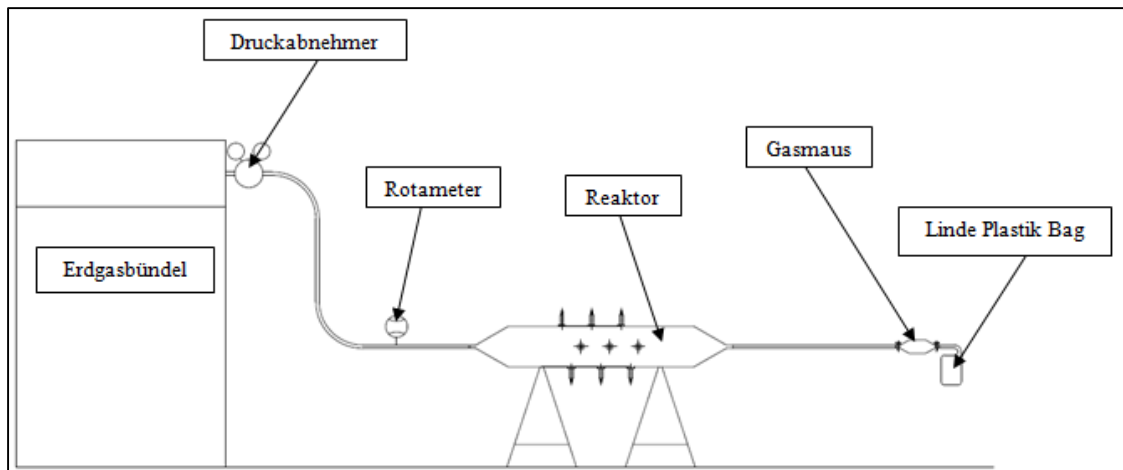 Druckabnehmer
Gasmaus
Rotameter
Reaktor
Linde Plastik Bag
Erdgasbündel